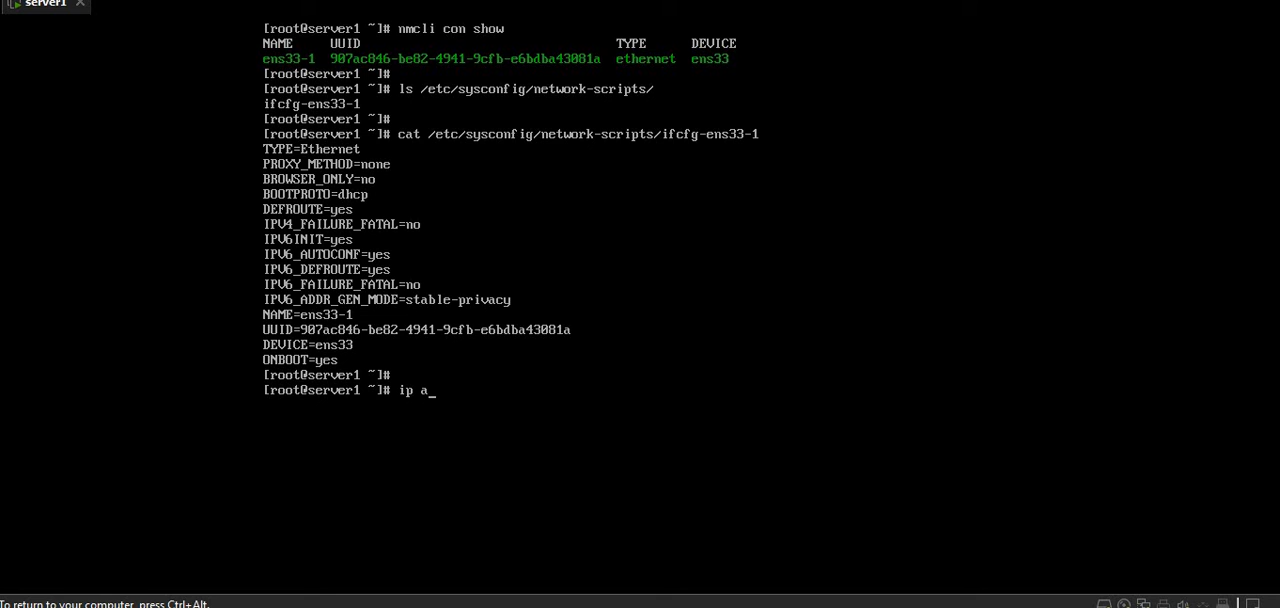 server1
[root@server1 ~]# nmcli con show
NAME UUID TYPE DEVICE
ens33-1 907ac846-be82-4941-9cfb-e6bdba43081a ethernet ens33
[root@server1 ~]#
[root@server1 ~]# ls /etc/sysconfig/network-scripts/
ifcfg-ens33-1
[root@server1 ~]#
[root@server1 ~]# cat /etc/sysconfig/network-scripts/ifcfg-ens33-1
TYPE=Ethernet
PROXY_METHOD=none
BROWSER_ONLY=no
BOOTPROTO=dhcp
DEFROUTE=yes
IPV4_FAILURE_FATAL=no
IPV6INIT=yes
IPV6_AUTOCONF=yes
IPV6_DEFROUTE=yes
IPV6_FAILURE_FATAL=no
IPV6_ADDR_GEN_MODE=stable-privacy
NAME=ens33-1
UUID=907ac846-be82-4941-9cfb-e6bdba43081a
DEVICE=ens33
ONBOOT=yes
[root@server1 ~]#
[root@server1 ~]# ip a_
To return to your computer, press Ctrl+Alt.